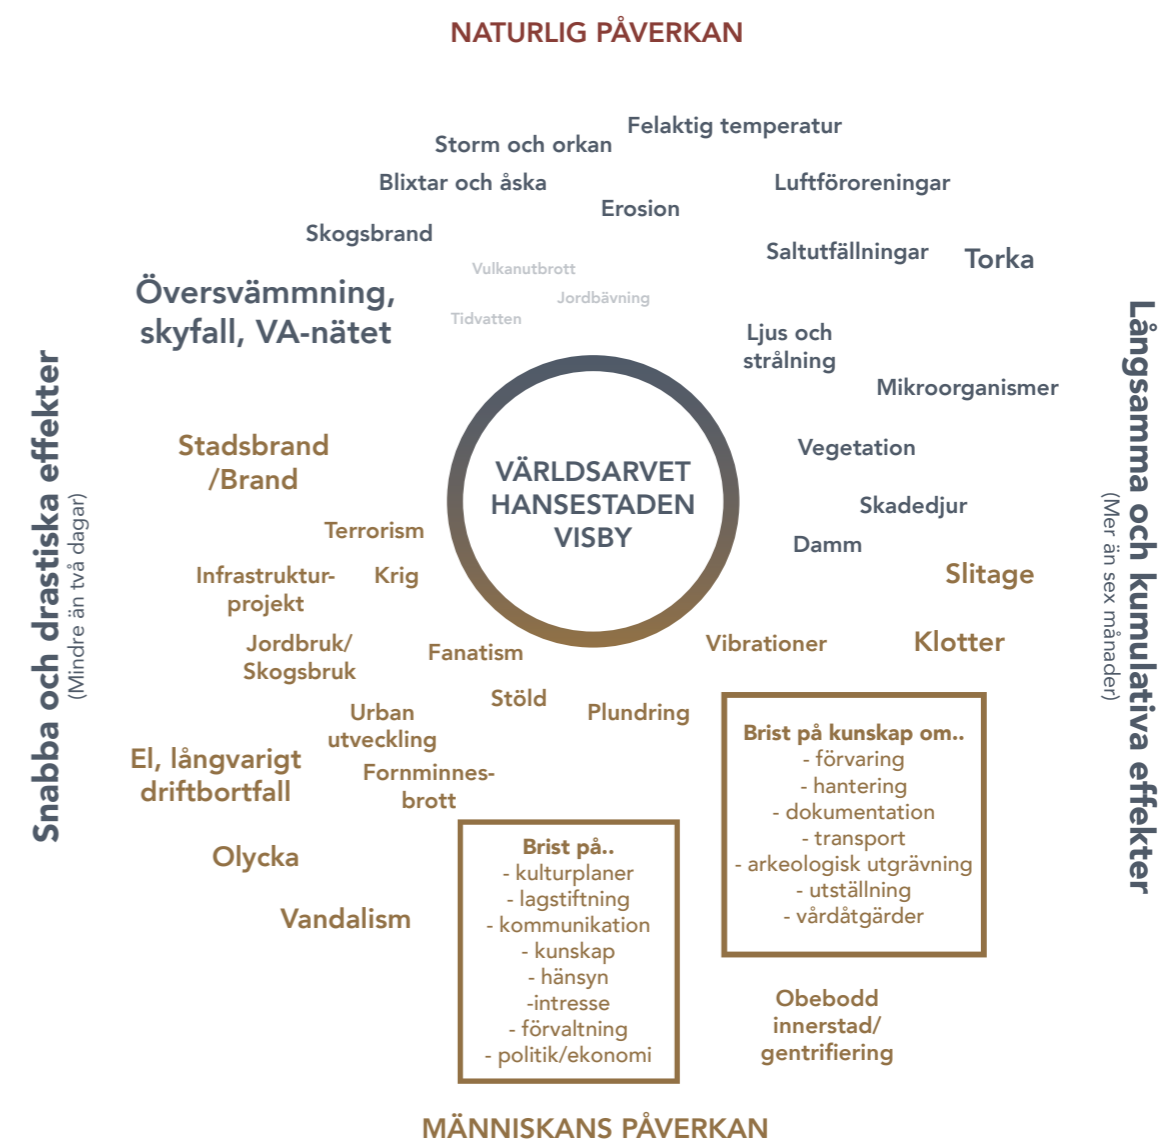 NATURLIG PÅVERKAN
Felaktig temperatur
Storm och orkan
Blixtar och åska
Luftföroreningar
Erosion
Skogsbrand
Saltutfällningar
Torka
Vulkanutbrott
Jordbävning
Tidvatten
Översvämmning,
skyfall, VA-nätet
Ljus och
strålning
Mikroorganismer
Snabba och drastiska effekter
(Mindre än två dagar)
Långsamma och kumulativa effekter
(Mer än sex månader)
Stadsbrand
/Brand
VÄRLDSARVET
HANSESTADEN
VISBY
Vegetation
Skadedjur
Damm
Terrorism
Infrastruktur-
projekt
Krig
Slitage
Jordbruk/
Skogsbruk
Fanatism
Vibrationer
Klotter
Stöld
Plundring
Urban
utveckling
El, långvarigt
driftbortfall
Fornminnes-
brott
Olycka
Vandalism
Brist på kunskap om..
- förvaring
- hantering
- dokumentation
- transport
- arkeologisk utgrävning
- utställning
- vårdåtgärder
Brist på..
- kulturplaner
- lagstiftning
- kommunikation
- kunskap
- hänsyn
-intresse
- förvaltning
- politik/ekonomi
Obebodd
innerstad/
gentrifiering
MÄNNISKANS PÅVERKAN